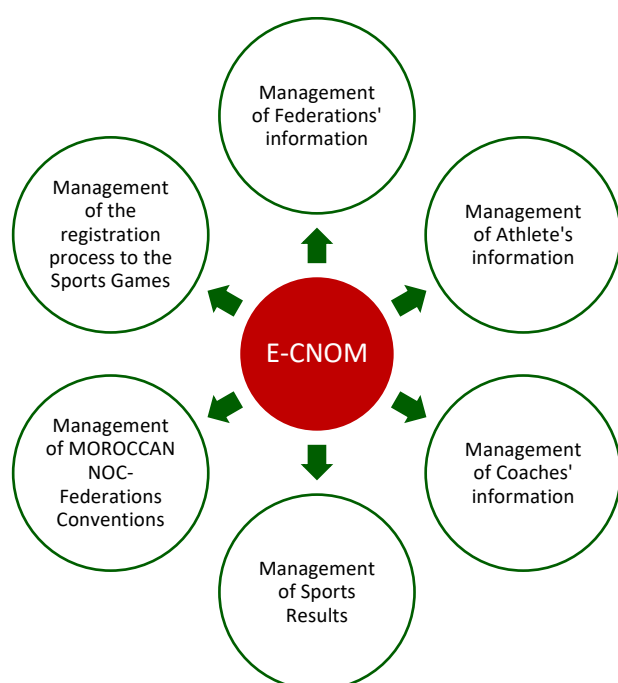 Management
of Federations'
information
Management
of the
registration
process to the
Sports Games
Management
of Athlete's
information
E-CNOM
Management
of MOROCCAN
NOC-
Federations
Conventions
Management
of Coaches'
information
Management
of Sports
Results